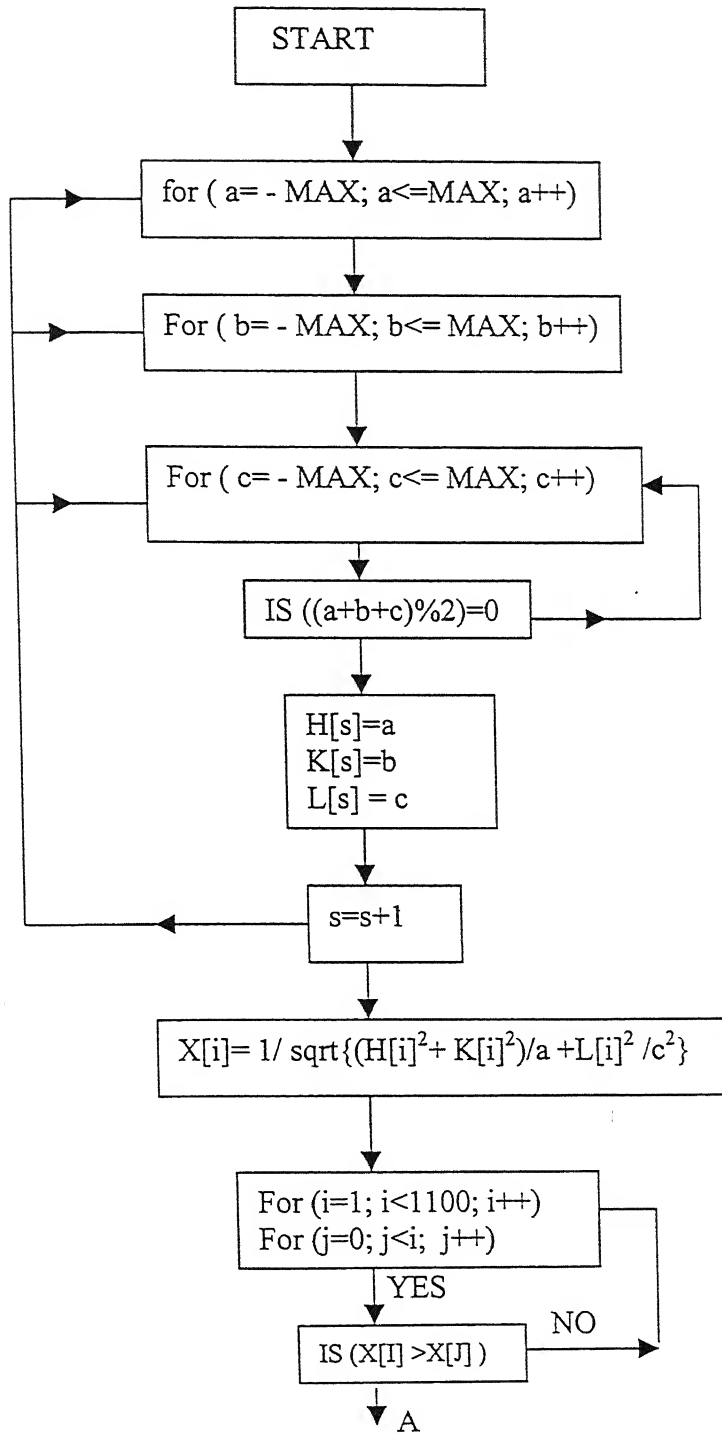 START
for ( a= - MAX; a<=MAX; a++)
For ( b= - MAX; b<= MAX; b++)
For ( c= - MAX; c<= MAX; c++)
IS ((a+b+c)%2)=0
H[s]=a
K[s]=b
L[s] = c
s=s+1
X[i]= 1/ sqrt{(H[i]²+ K[i]²)/a +L[i]² /c²}
For (i=1; i<1100; i++)
For (j=0; j<i; j++)
YES
NO
IS (X[I] >X[J] )
A